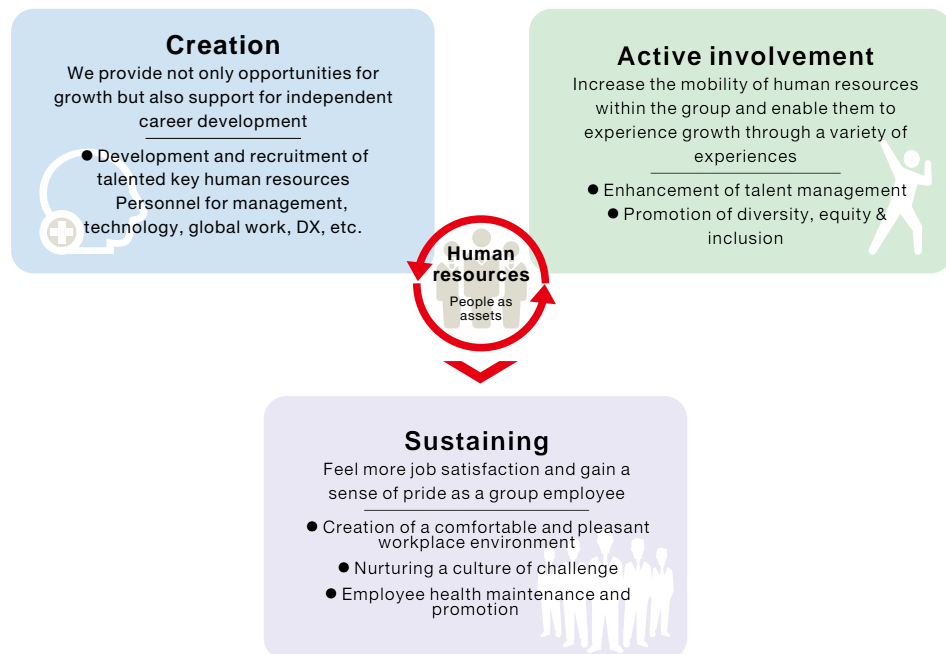 Creation
We provide not only opportunities for
growth but also support for independent
career development
● Development and recruitment of
talented key human resources
Personnel for management,
technology, global work, DX, etc.
Active involvement
Increase the mobility of human resources
within the group and enable them to
experience growth through a variety of
experiences
● Enhancement of talent management
● Promotion of diversity, equity &
inclusion
Human
resources
People as
assets
Sustaining
Feel more job satisfaction and gain a
sense of pride as a group employee
● Creation of a comfortable and pleasant
workplace environment
● Nurturing a culture of challenge
● Employee health maintenance and
promotion